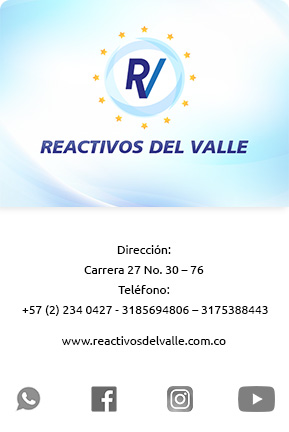 RV
REACTIVOS DEL VALLE
Dirección:
Carrera 27 No. 30 – 76
Teléfono:
+57 (2) 234 0427 - 3185694806 – 3175388443
www.reactivosdelvalle.com.co